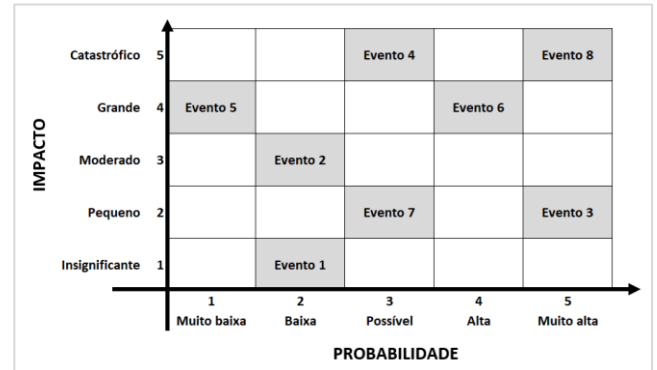 IMPACTO
Catastrófico 5 Evento 4 Evento 8
Grande 4 Evento 5 Evento 6
Moderado 3 Evento 2
Pequeno 2 Evento 7 Evento 3
Insignificante 1 Evento 1
1 2 3 4 5
Muito baixa Baixa Possível Alta Muito alta
PROBABILIDADE